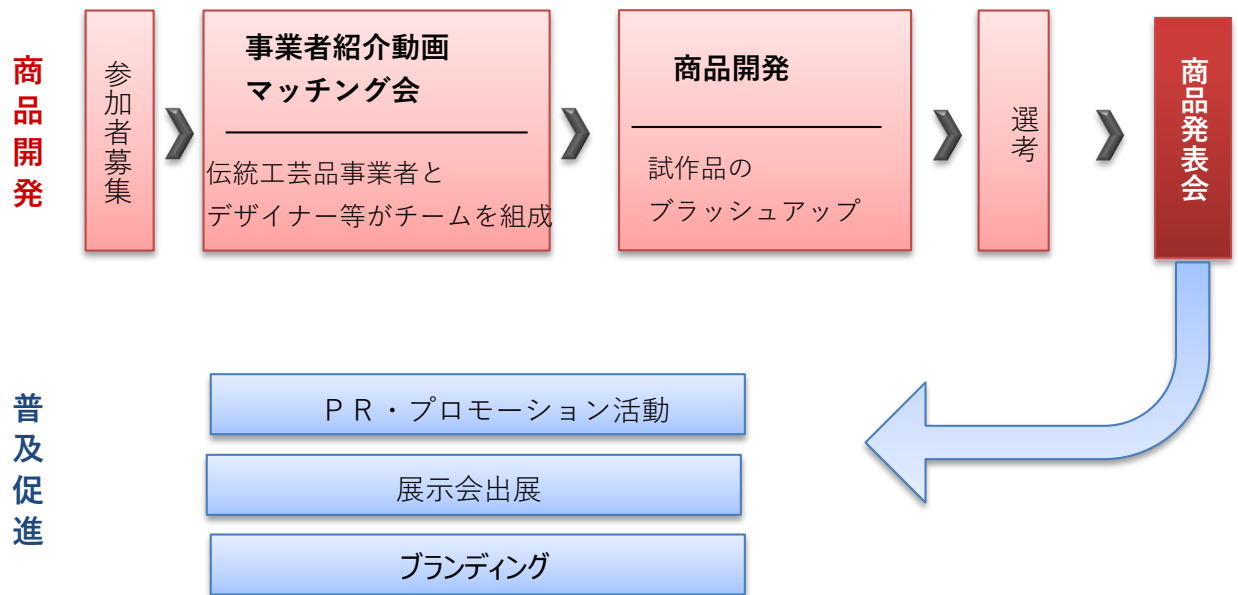 商品開発
参加者募集
事業者紹介動画
マッチング会
伝統工芸品事業者と
デザイナー等がチームを組成
商品開発
試作品の
ブラッシュアップ
選考
商品発表会
普及促進
ＰＲ・プロモーション活動
展示会出展
ブランディング